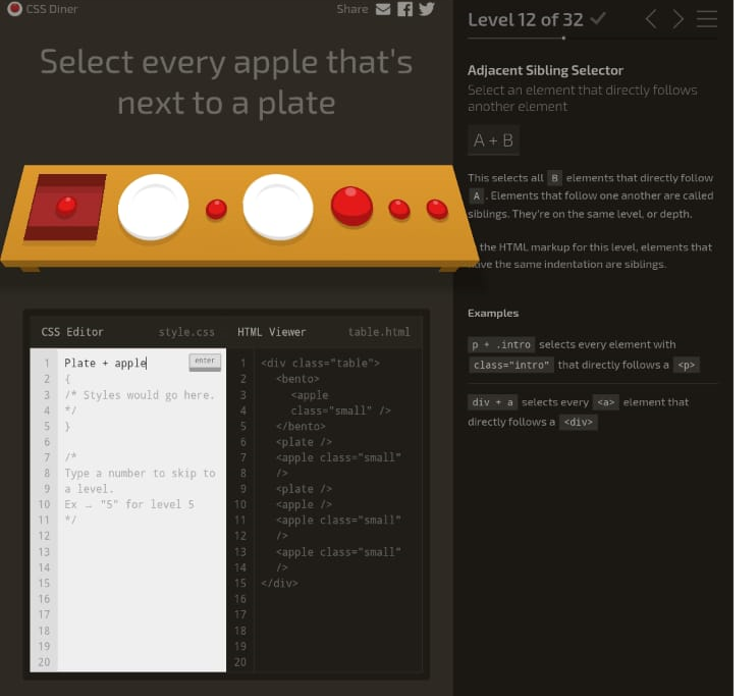 CSS Diner
Share
Select every apple that's
next to a plate
Level 12 of 32
Adjacent Sibling Selector
Select an element that directly follows
another element
A + B
This selects all B elements that directly follow
A . Elements that follow one another are called
siblings. They're on the same level, or depth.
the HTML markup for this level, elements that
have the same indentation are siblings.
Examples
p + .intro selects every element with
class="intro" that directly follows a <p>
div + a selects every <a> element that
directly follows a <div>
CSS Editor
style.css
1 Plate + apple
enter
2 {
3 /* Styles would go here.
4 */
5 }
6
7 /*
8 Type a number to skip to
9 a level.
10 Ex → "5" for level 5
11 */
12
13
14
15
16
17
18
19
20
HTML Viewer
table.html
1 <div class="table">
2 <bento>
3 <apple
4 class="small" />
5 </bento>
6 <plate />
7 <apple class="small"
8 />
9 <plate />
10 <apple />
11 <apple class="small"
12 />
13 <apple class="small"
14 />
15 </div>
16
17
18
19
20